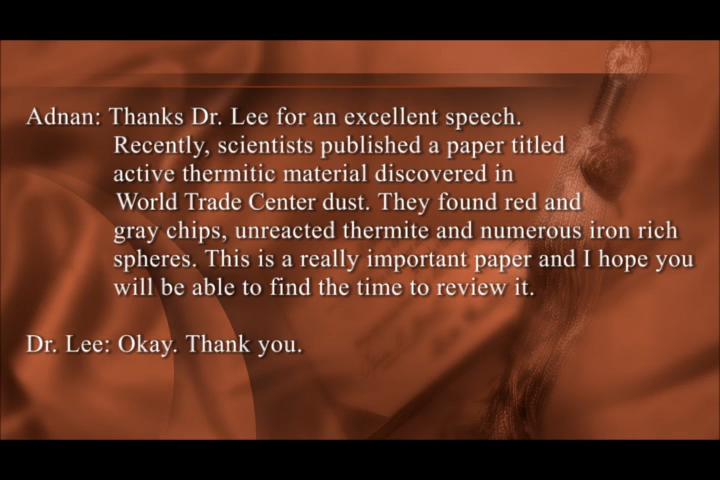 Adnan: Thanks Dr. Lee for an excellent speech.
Recently, scientists published a paper titled
active thermitic material discovered in
World Trade Center dust. They found red and
gray chips, unreacted thermite and numerous iron rich
spheres. This is a really important paper and I hope you
will be able to find the time to review it.
Dr. Lee: Okay. Thank you.